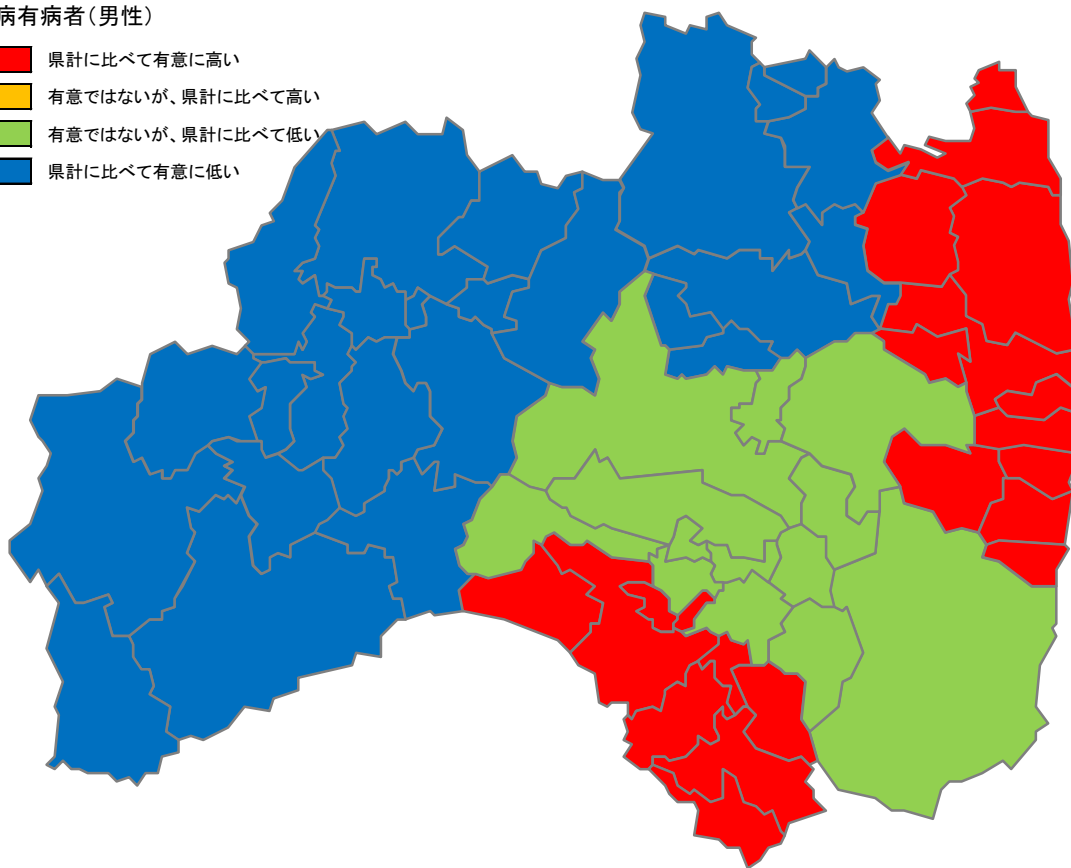 病有病者(男性)
県計に比べて有意に高い
有意ではないが、県計に比べて高い
有意ではないが、県計に比べて低い
県計に比べて有意に低い